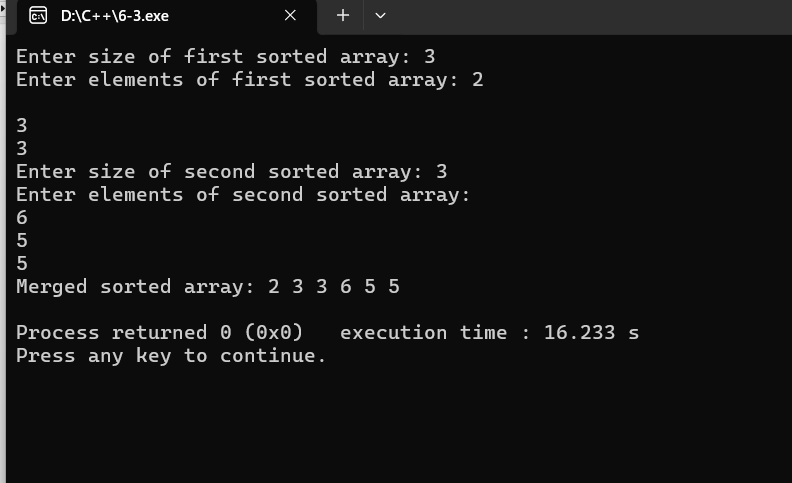 D:\C++\6-3.exe
Enter size of first sorted array: 3
Enter elements of first sorted array: 2
3
3
Enter size of second sorted array: 3
Enter elements of second sorted array:
6
5
5
Merged sorted array: 2 3 3 6 5 5
Process returned 0 (0x0)   execution time : 16.233 s
Press any key to continue.